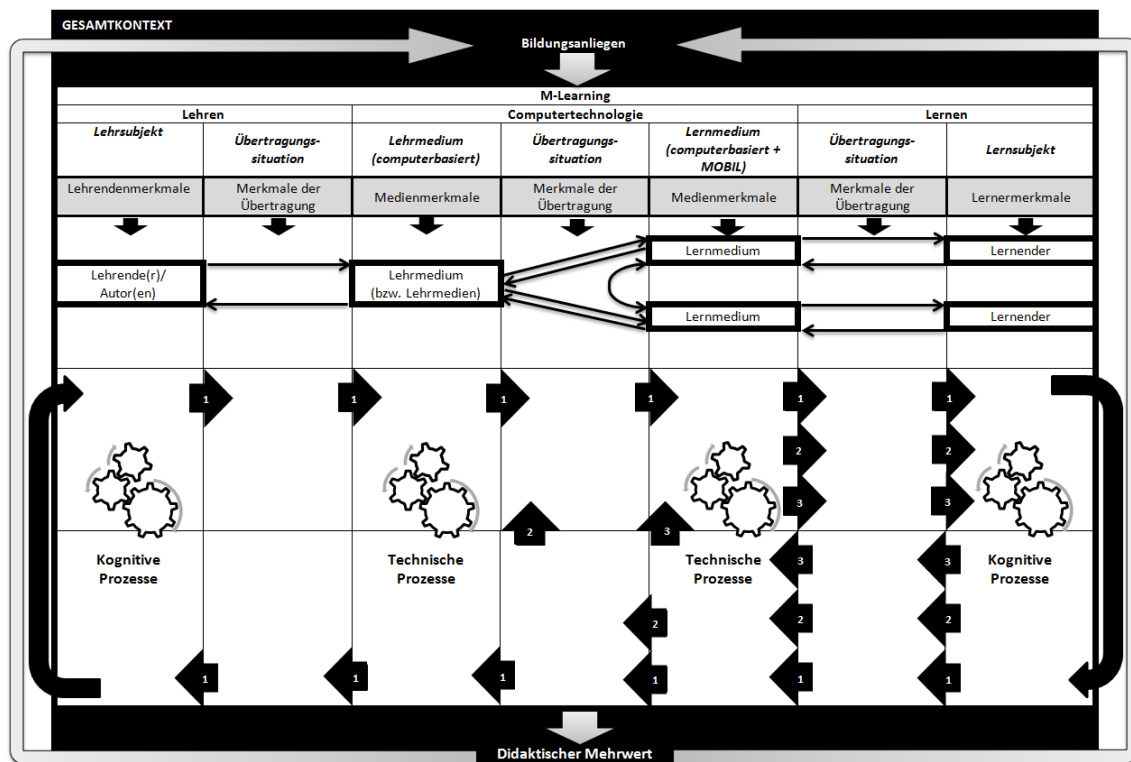 GESAMTKONTEXT
Bildungsanliegen
M-Learning
Lehren
Computertechnologie
Lernen
Lehrsubjekt
Übertragungs-
situation
Lehrmedium
(computerbasiert)
Übertragungs-
situation
Lernmedium
(computerbasiert +
MOBIL)
Übertragungs-
situation
Lernsubjekt
Lehrendenmerkmale
Merkmale der
Übertragung
Medienmerkmale
Merkmale der
Übertragung
Medienmerkmale
Merkmale der
Übertragung
Lernermerkmale
Lernmedium
Lernender
Lehrende(r)/
Autor(en)
Lehrmedium
(bzw. Lehrmedien)
Lernmedium
Lernender
1
1
1
1
1
1
2
2
3
3
2
3
Kognitive
Prozesse
Technische
Prozesse
Technische
Prozesse
Kognitive
Prozesse
3
3
2
2
2
1
1
1
1
1
1
Didaktischer Mehrwert